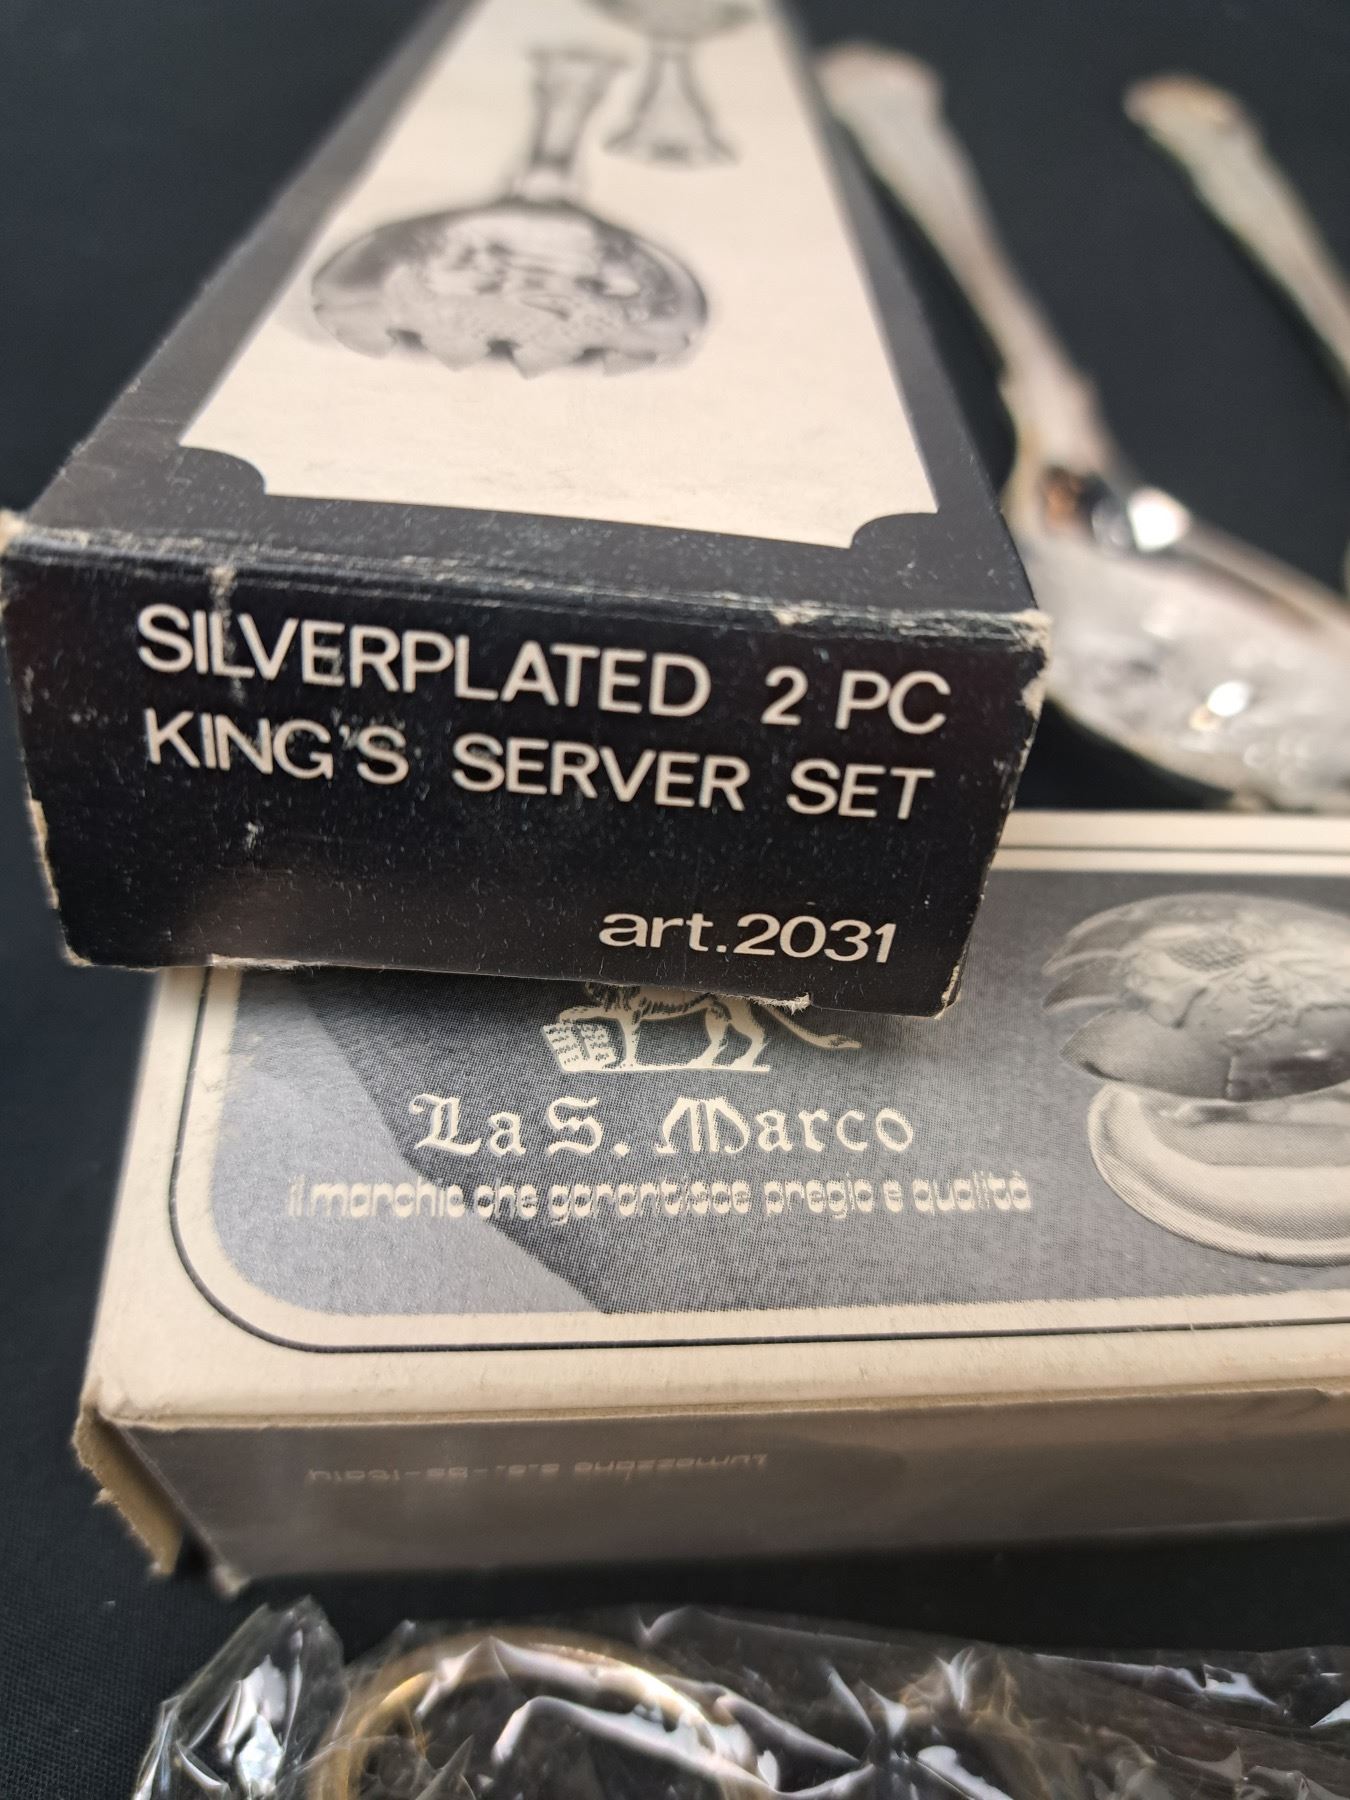 SILVERPLATED 2 PC
KING'S SERVER SET
art.2031
La S. Marco
il marchio che garantisce pregio e qualità